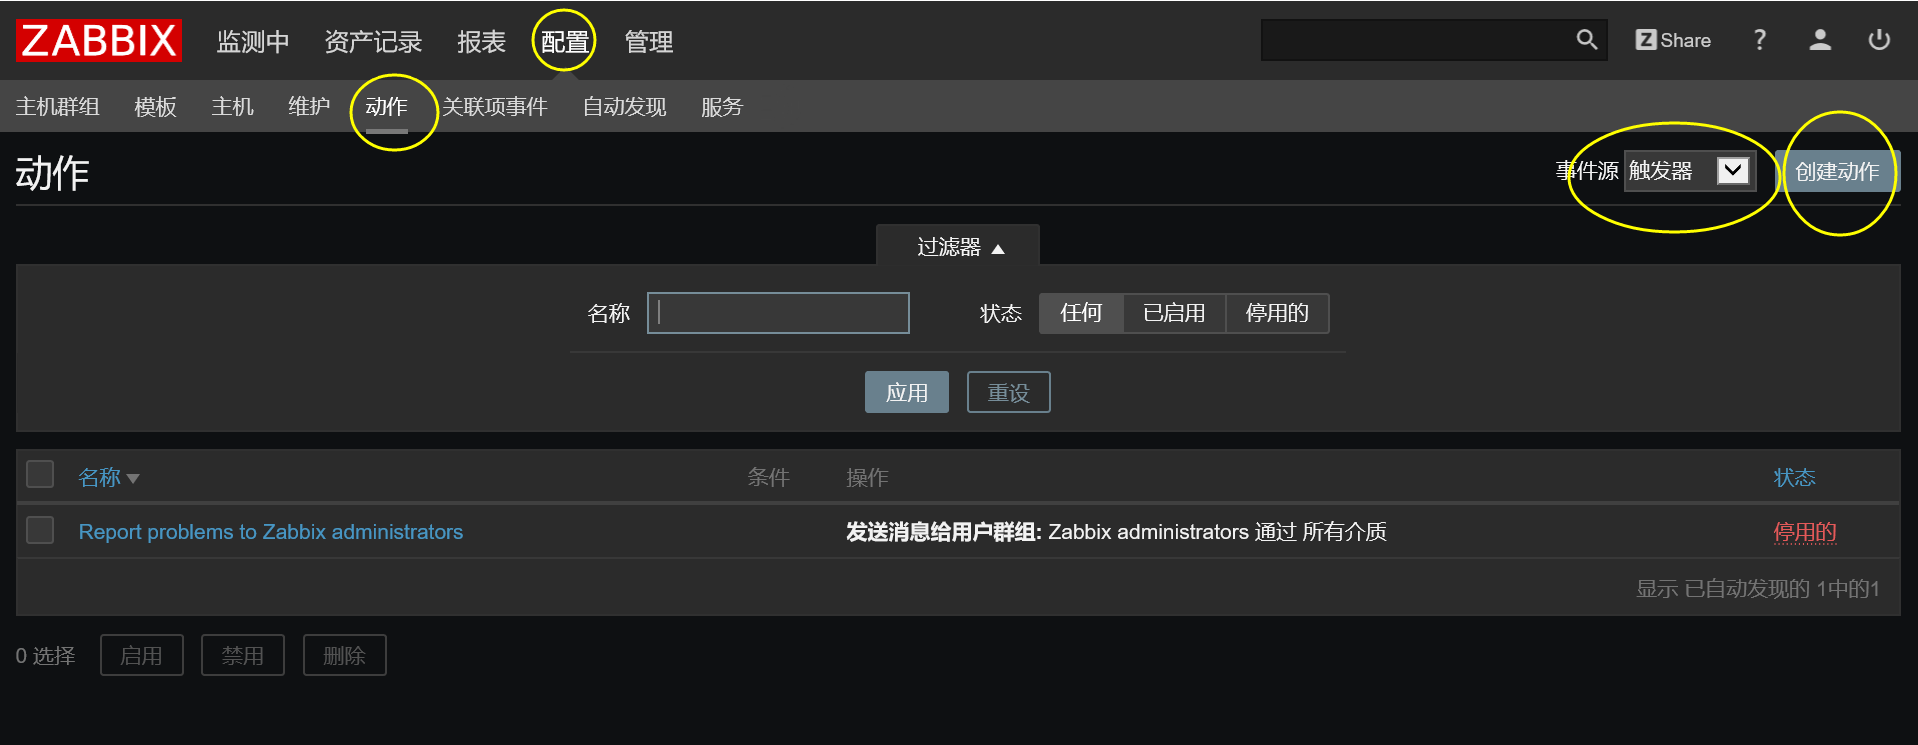 ZABBIX 监测中 资产记录 报表 配置 管理 Z Share ?
主机群组 模板 主机 维护 动作 关联项事件 自动发现 服务
动作 事件源 触发器 创建动作
过滤器
名称 状态 任何 已启用 停用的
应用 重设
名称 条件 操作 状态
Report problems to Zabbix administrators 发送消息给用户群组: Zabbix administrators 通过 所有介质 停用的
显示 已自动发现的 1中的1
0 选择 启用 禁用 删除